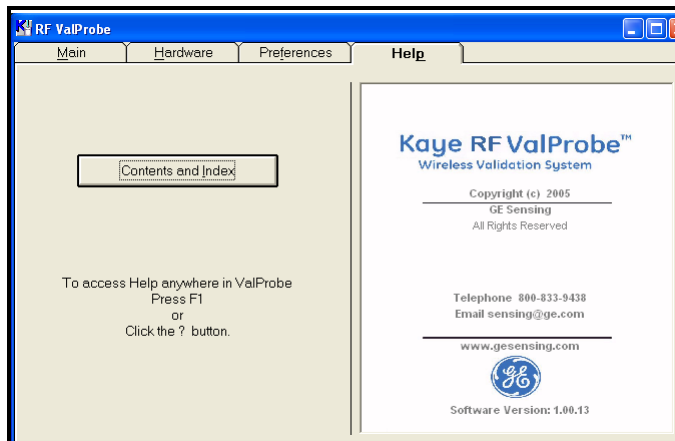 RF ValProbe
Main Hardware Preferences Help
Contents and Index
To access Help anywhere in ValProbe
Press F1
or
Click the ? button.
Kaye RF ValProbe™
Wireless Validation System
Copyright (c) 2005
GE Sensing
All Rights Reserved
Telephone 800-833-9438
Email sensing@ge.com
www.gesensing.com
GE
Software Version: 1.00.13